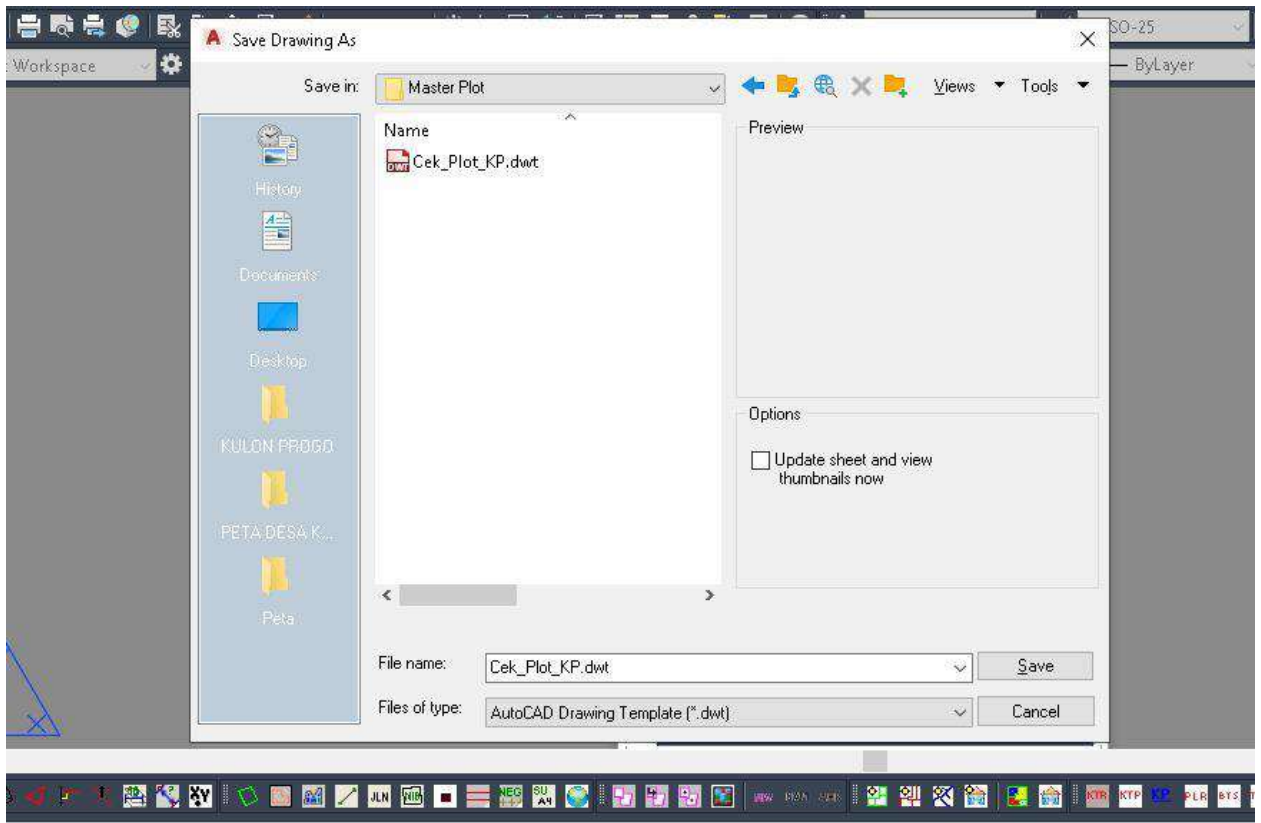 Save Drawing As
SO-25
Workspace
ByLayer
Save in:
Master Plot
Views
Tools
Name
Cek_Plot_KP.dwt
Preview
History
Documents
Desktop
KULON PROGO
PETA DESA K...
Peta
Options
Update sheet and view
thumbnails now
File name:
Cek_Plot_KP.dwt
Save
Files of type:
AutoCAD Drawing Template (*.dwt)
Cancel
XY
JLN
NIB
NEG
SU
A4
KTR
KTP
KP
PLR
BTS